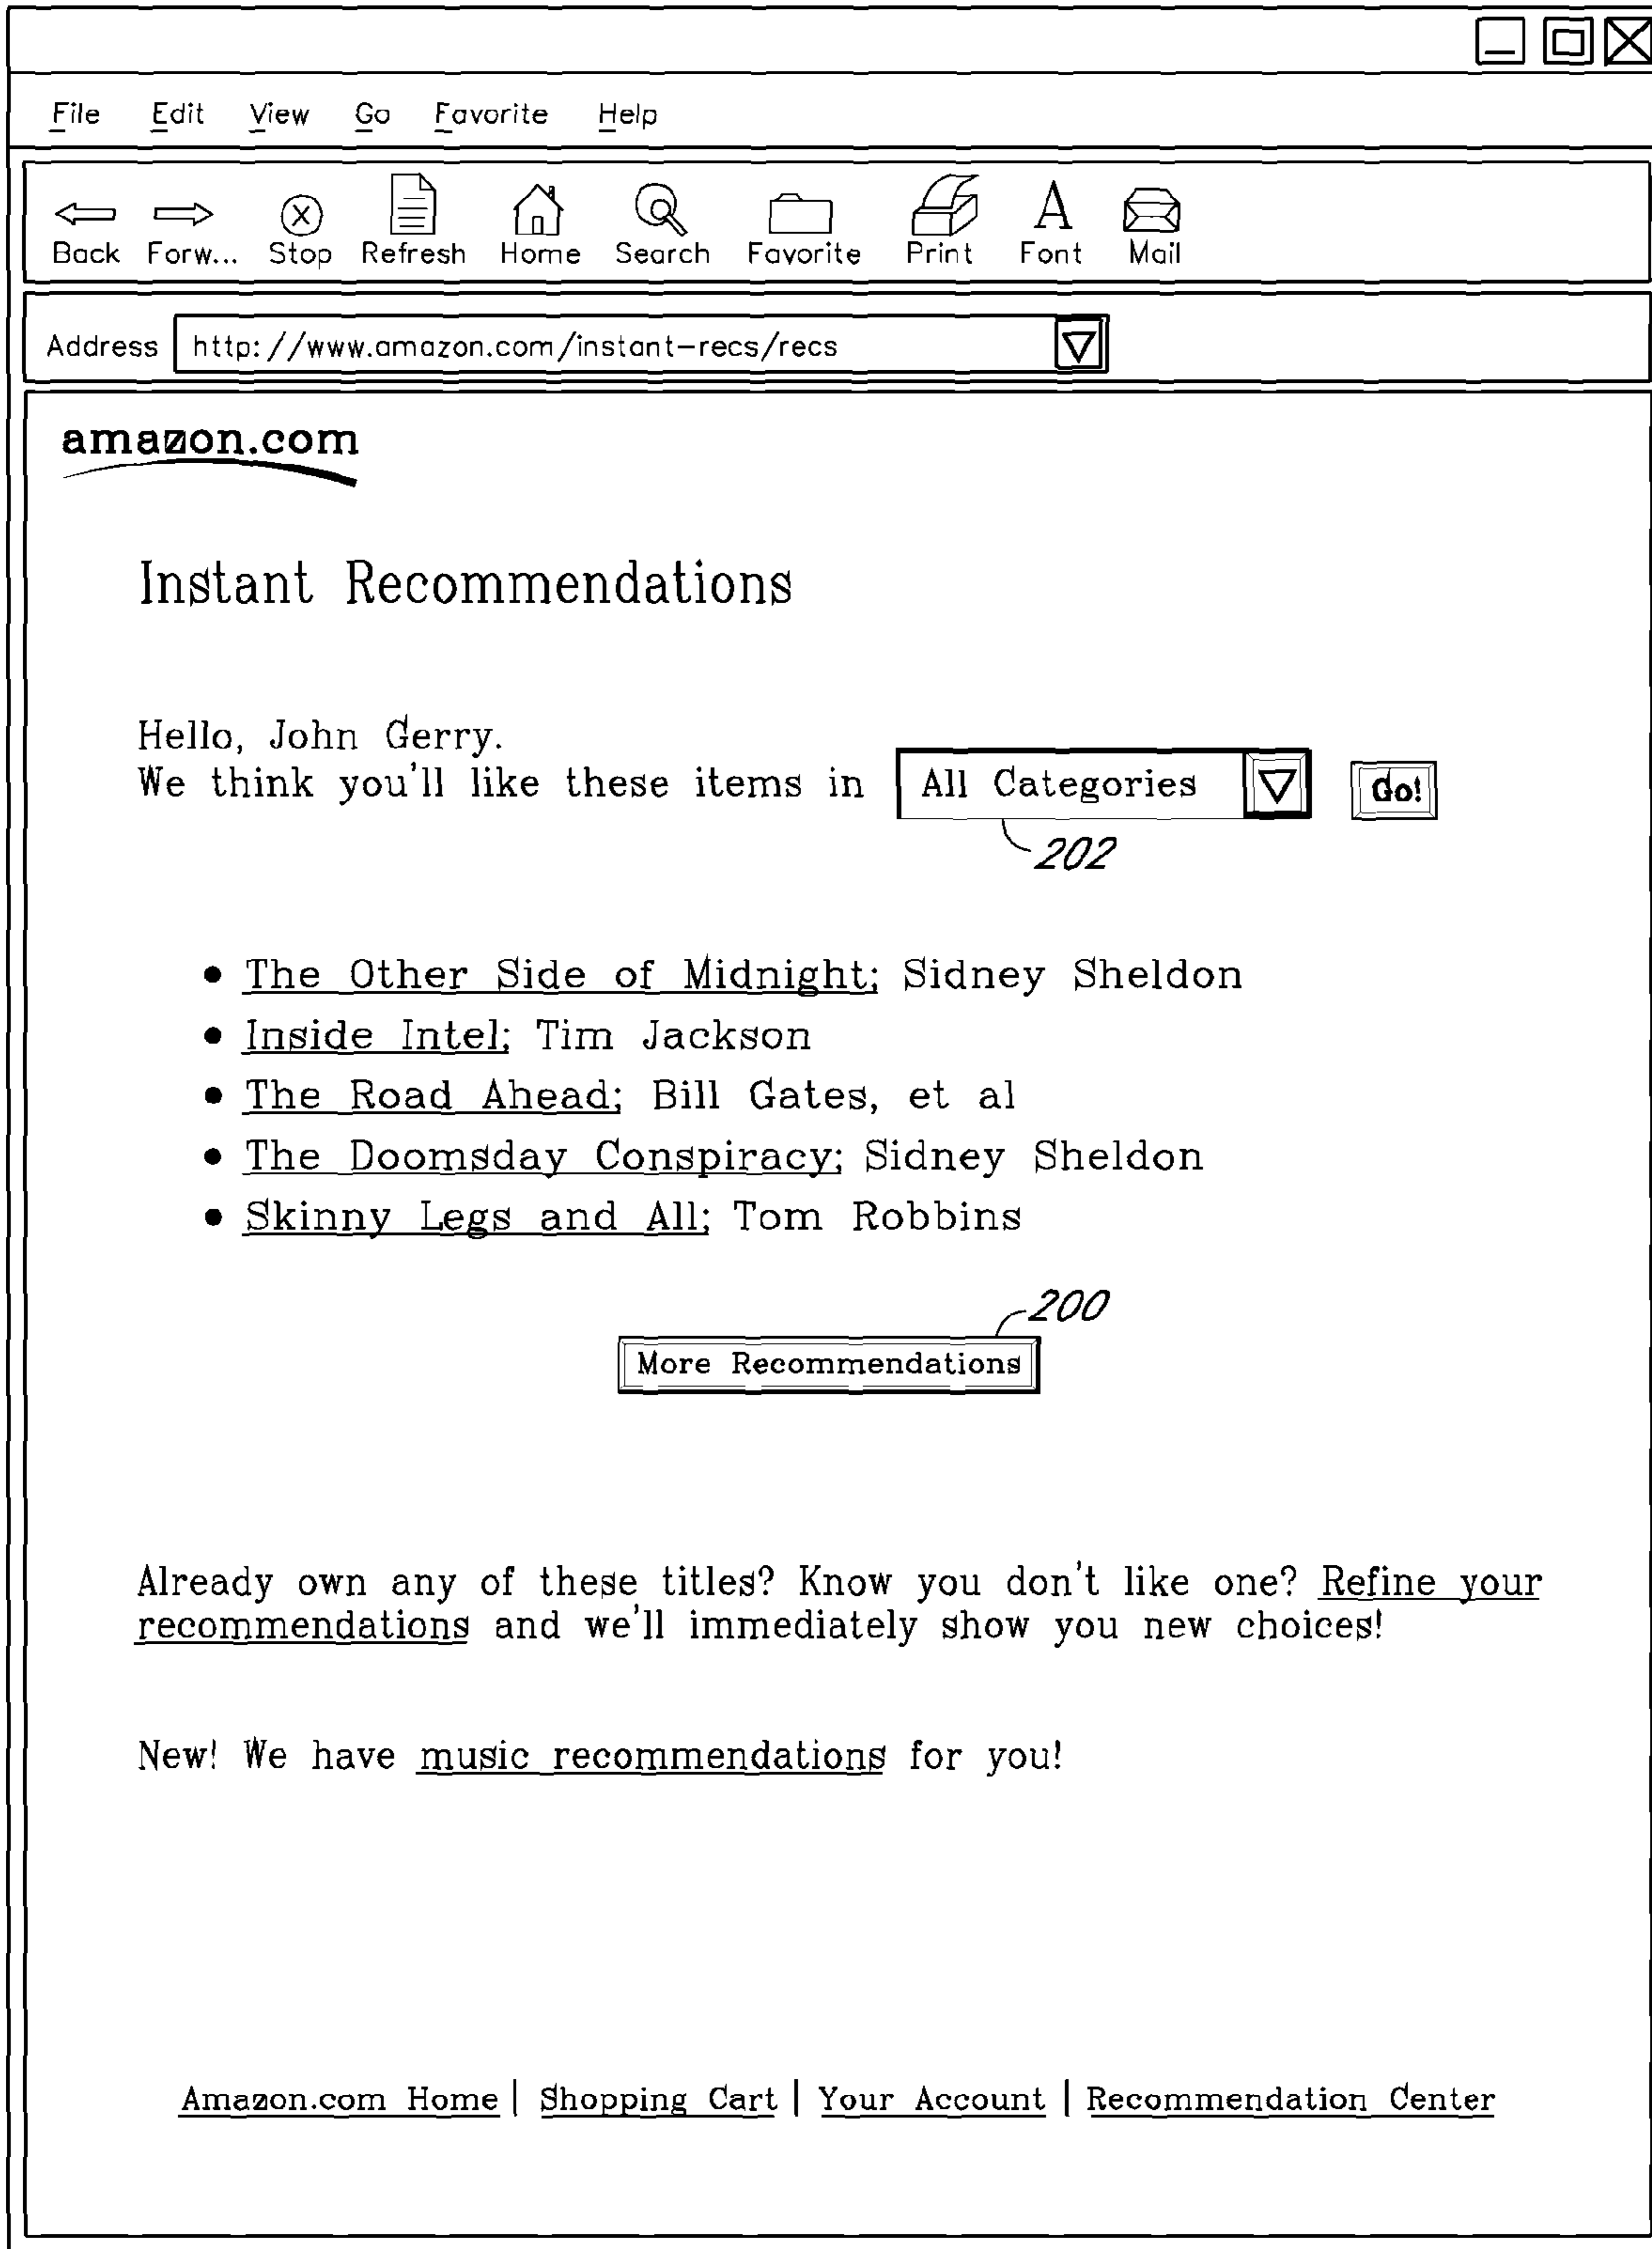 File Edit View Go Favorite Help
Back Forw... Stop Refresh Home Search Favorite Print Font Mail
Address http://www.amazon.com/instant-recs/recs
amazon.com
Instant Recommendations
Hello, John Gerry.
We think you'll like these items in All Categories Go!
202
• The Other Side of Midnight; Sidney Sheldon
• Inside Intel; Tim Jackson
• The Road Ahead; Bill Gates, et al
• The Doomsday Conspiracy; Sidney Sheldon
• Skinny Legs and All; Tom Robbins
200
More Recommendations
Already own any of these titles? Know you don't like one? Refine your
recommendations and we'll immediately show you new choices!
New! We have music recommendations for you!
Amazon.com Home | Shopping Cart | Your Account | Recommendation Center